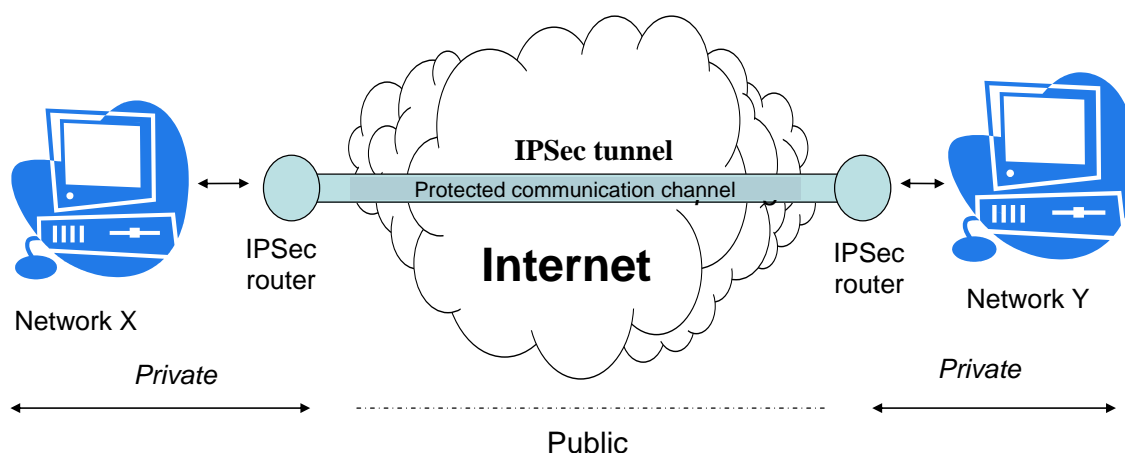 IPSec tunnel
Protected communication channel
IPSec
router
Internet
IPSec
router
Network X
Network Y
Private
Private
Public